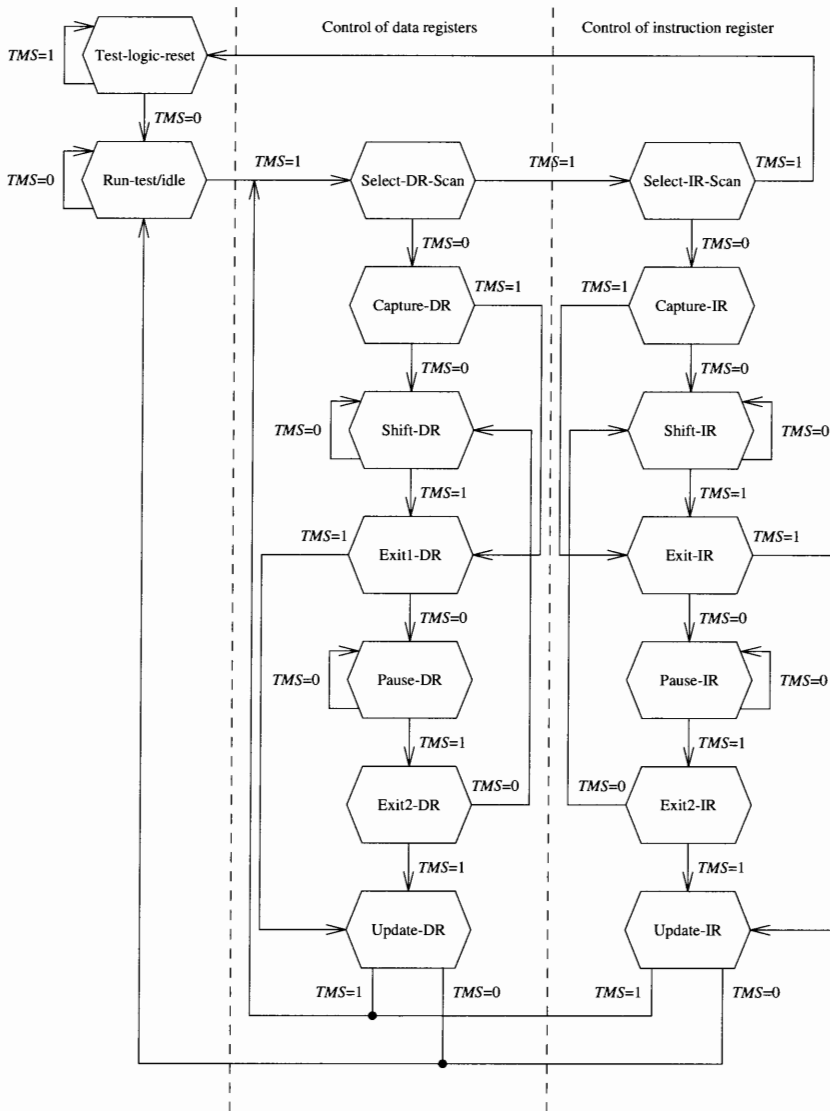 Control of data registers
Control of instruction register
Test-logic-reset
TMS=1
TMS=0
Run-test/idle
TMS=0
TMS=1
Select-DR-Scan
TMS=1
Select-IR-Scan
TMS=1
TMS=0
TMS=0
Capture-DR
TMS=1
TMS=1
Capture-IR
TMS=0
TMS=0
TMS=0
Shift-DR
Shift-IR
TMS=0
TMS=1
TMS=1
TMS=1
Exit1-DR
Exit-IR
TMS=1
TMS=0
TMS=0
TMS=0
Pause-DR
Pause-IR
TMS=0
TMS=1
TMS=1
Exit2-DR
TMS=0
TMS=0
Exit2-IR
TMS=1
TMS=1
Update-DR
Update-IR
TMS=1
TMS=0
TMS=1
TMS=0